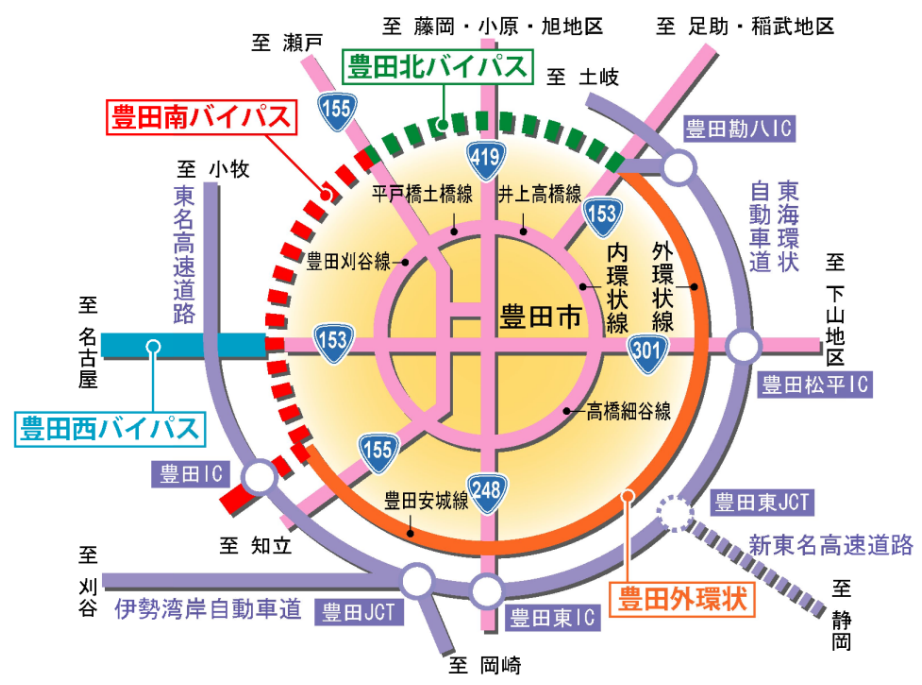 至 藤岡・小原・旭地区
至 足助・稲武地区
至 瀬戸
豊田北バイパス
至 土岐
155
豊田南バイパス
豊田勘八IC
419
至 小牧
平戸橋土橋線
井上高橋線
153
東名高速道路
東海環状自動車道
豊田刈谷線
内環状線
外環状線
至 下山地区
至 名古屋
豊田市
153
301
豊田松平IC
豊田西バイパス
高橋細谷線
155
豊田IC
248
豊田安城線
豊田東JCT
至 知立
新東名高速道路
至 刈谷
伊勢湾岸自動車道
豊田JCT
豊田東IC
豊田外環状
至 静岡
至 岡崎